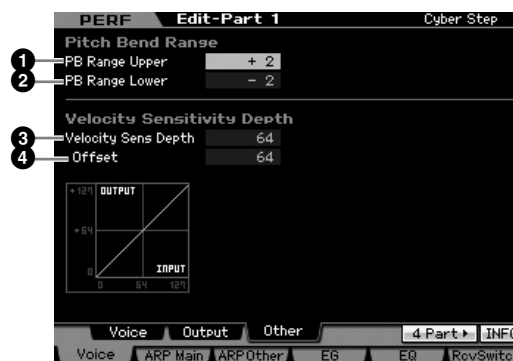 PERF Edit-Part 1 Cyber Step
Pitch Bend Range
1 PB Range Upper + 2
2 PB Range Lower - 2
Velocity Sensitivity Depth
3 Velocity Sens Depth 64
4 Offset 64
+127 OUTPUT
+64
0 INPUT
0 64 127
Voice Output Other 4 Part INFO
Voice ARP Main ARP Other EG EQ RcvSwitc